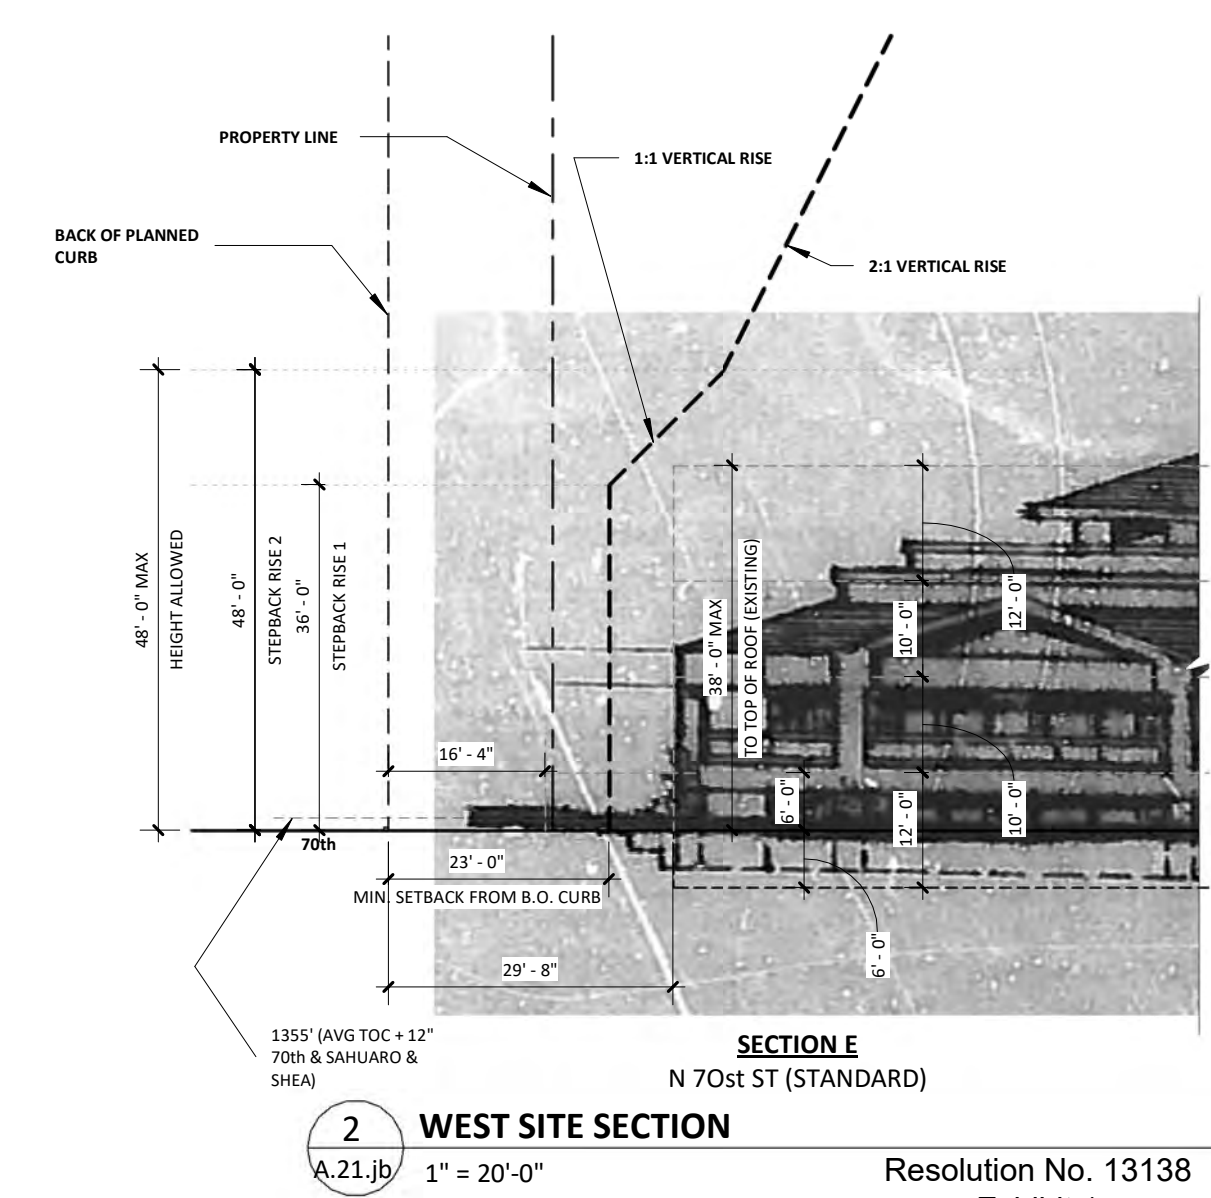 PROPERTY LINE
1:1 VERTICAL RISE
BACK OF PLANNED
CURB
2:1 VERTICAL RISE
48' - 0" MAX
HEIGHT ALLOWED
48' - 0"
STEPBACK RISE 2
36' - 0"
STEPBACK RISE 1
38' - 0" MAX
TO TOP OF ROOF (EXISTING)
12' - 0"
10' - 0"
16' - 4"
6' - 0"
12' - 0"
10' - 0"
70th
23' - 0"
MIN. SETBACK FROM B.O. CURB
6' - 0"
29' - 8"
1355' (AVG TOC + 12"
70th & SAHUARO &
SHEA)
SECTION E
N 7Ost ST (STANDARD)
2
WEST SITE SECTION
A.21.jb
1" = 20'-0"
Resolution No. 13138